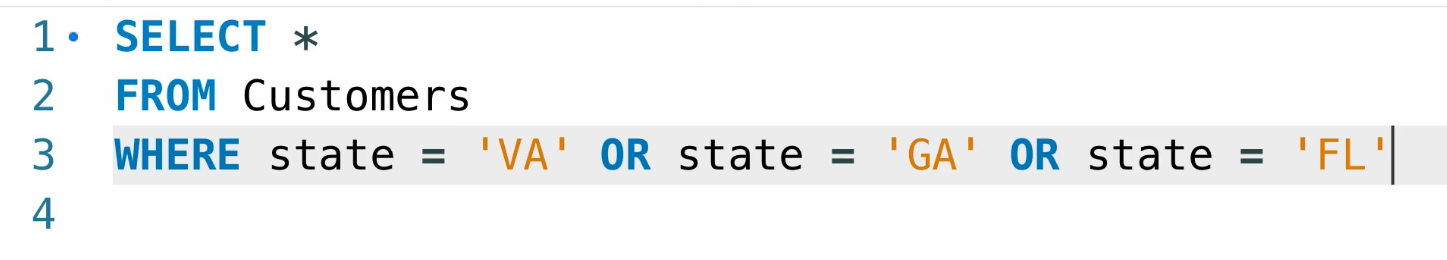 1 SELECT *
2 FROM Customers
3 WHERE state = 'VA' OR state = 'GA' OR state = 'FL'
4